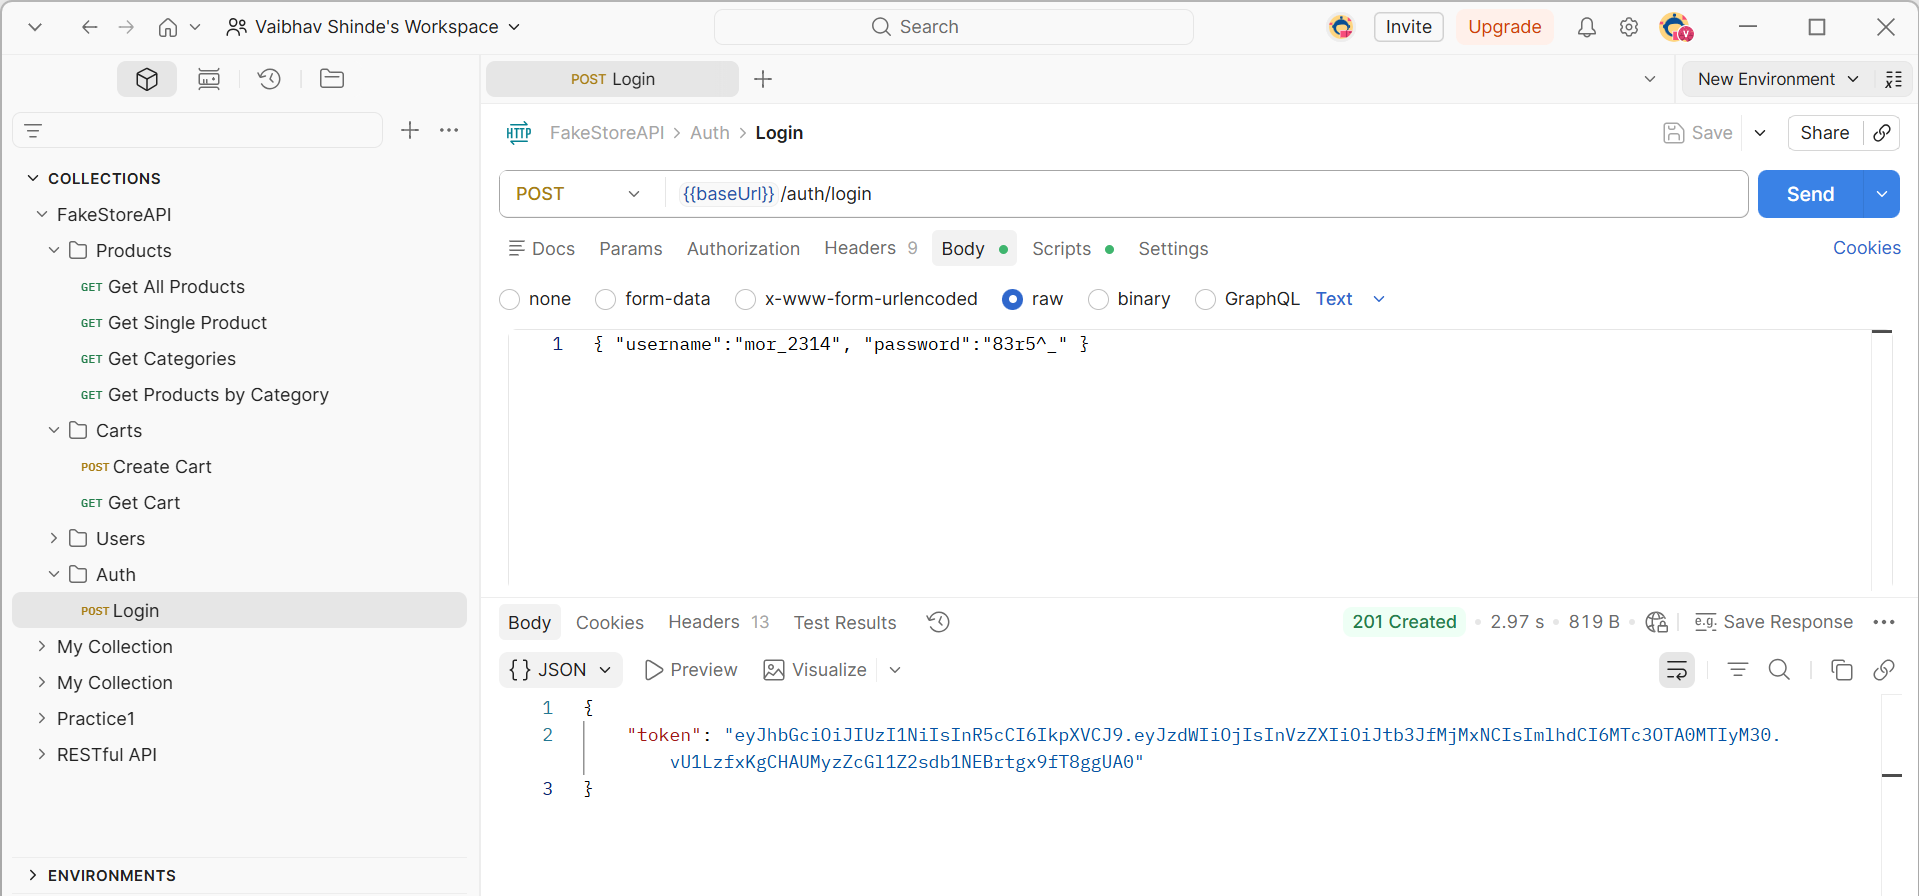 Vaibhav Shinde's Workspace
Search
Invite
Upgrade
V
POST Login
New Environment
COLLECTIONS
FakeStoreAPI
Products
GET Get All Products
GET Get Single Product
GET Get Categories
GET Get Products by Category
Carts
POST Create Cart
GET Get Cart
Users
Auth
POST Login
My Collection
My Collection
Practice1
RESTful API
ENVIRONMENTS
HTTP FakeStoreAPI > Auth > Login
Save
Share
POST {{baseUrl}} /auth/login
Send
Docs Params Authorization Headers 9 Body Scripts Settings Cookies
none form-data x-www-form-urlencoded raw binary GraphQL Text
1 { "username":"mor_2314", "password":"83r5^_" }
Body Cookies Headers 13 Test Results 201 Created • 2.97 s • 819 B • e.g. Save Response
{} JSON Preview Visualize
1 {
2 "token": "eyJhbGciOiJIUzI1NiIsInR5cCI6IkpXVCJ9.eyJzdWIiOjIsInVzZXIiOiJtb3JfMjMxNCIsImlhdCI6MTc3OTA0MTIyM30.
vU1LzfxKgCHAUMyzZcGl1Z2sdb1NEBrtgx9fT8ggUA0"
3 }